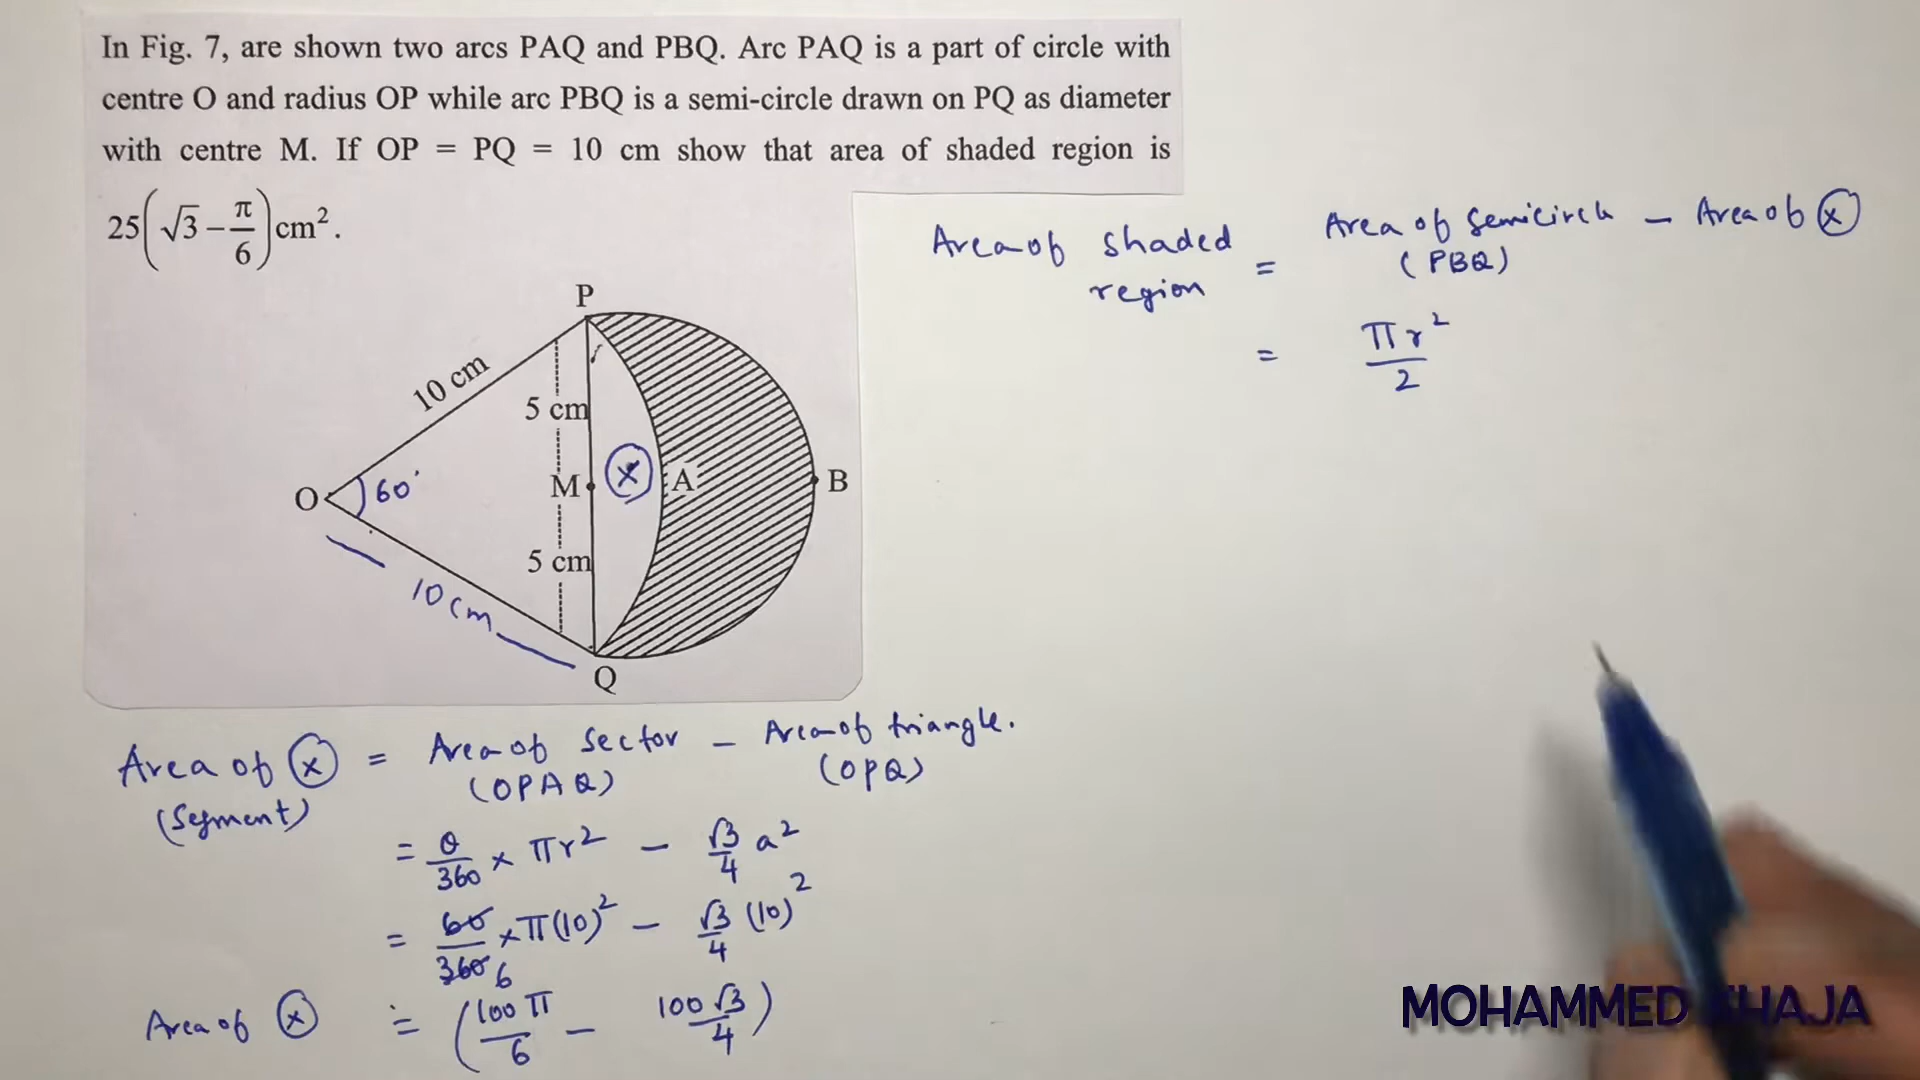 In Fig. 7, are shown two arcs PAQ and PBQ. Arc PAQ is a part of circle with
centre O and radius OP while arc PBQ is a semi-circle drawn on PQ as diameter
with centre M. If OP = PQ = 10 cm show that area of shaded region is
25(√3 − π/6) cm².
Area of shaded region = Area of semicircle (PBQ) − Area of ⓧ
= πr²/2
P
10 cm
5 cm
O 60° M ⓧ A B
5 cm
10 cm
Q
Area of ⓧ (segment) = Area of sector (OPAQ) − Area of triangle. (OPQ)
= θ/360 × πr² − √3/4 a²
= 60/360 6 × π(10)² − √3/4 (10)²
Area of ⓧ = (100π/6 − 100√3/4)
MOHAMMED KHAJA